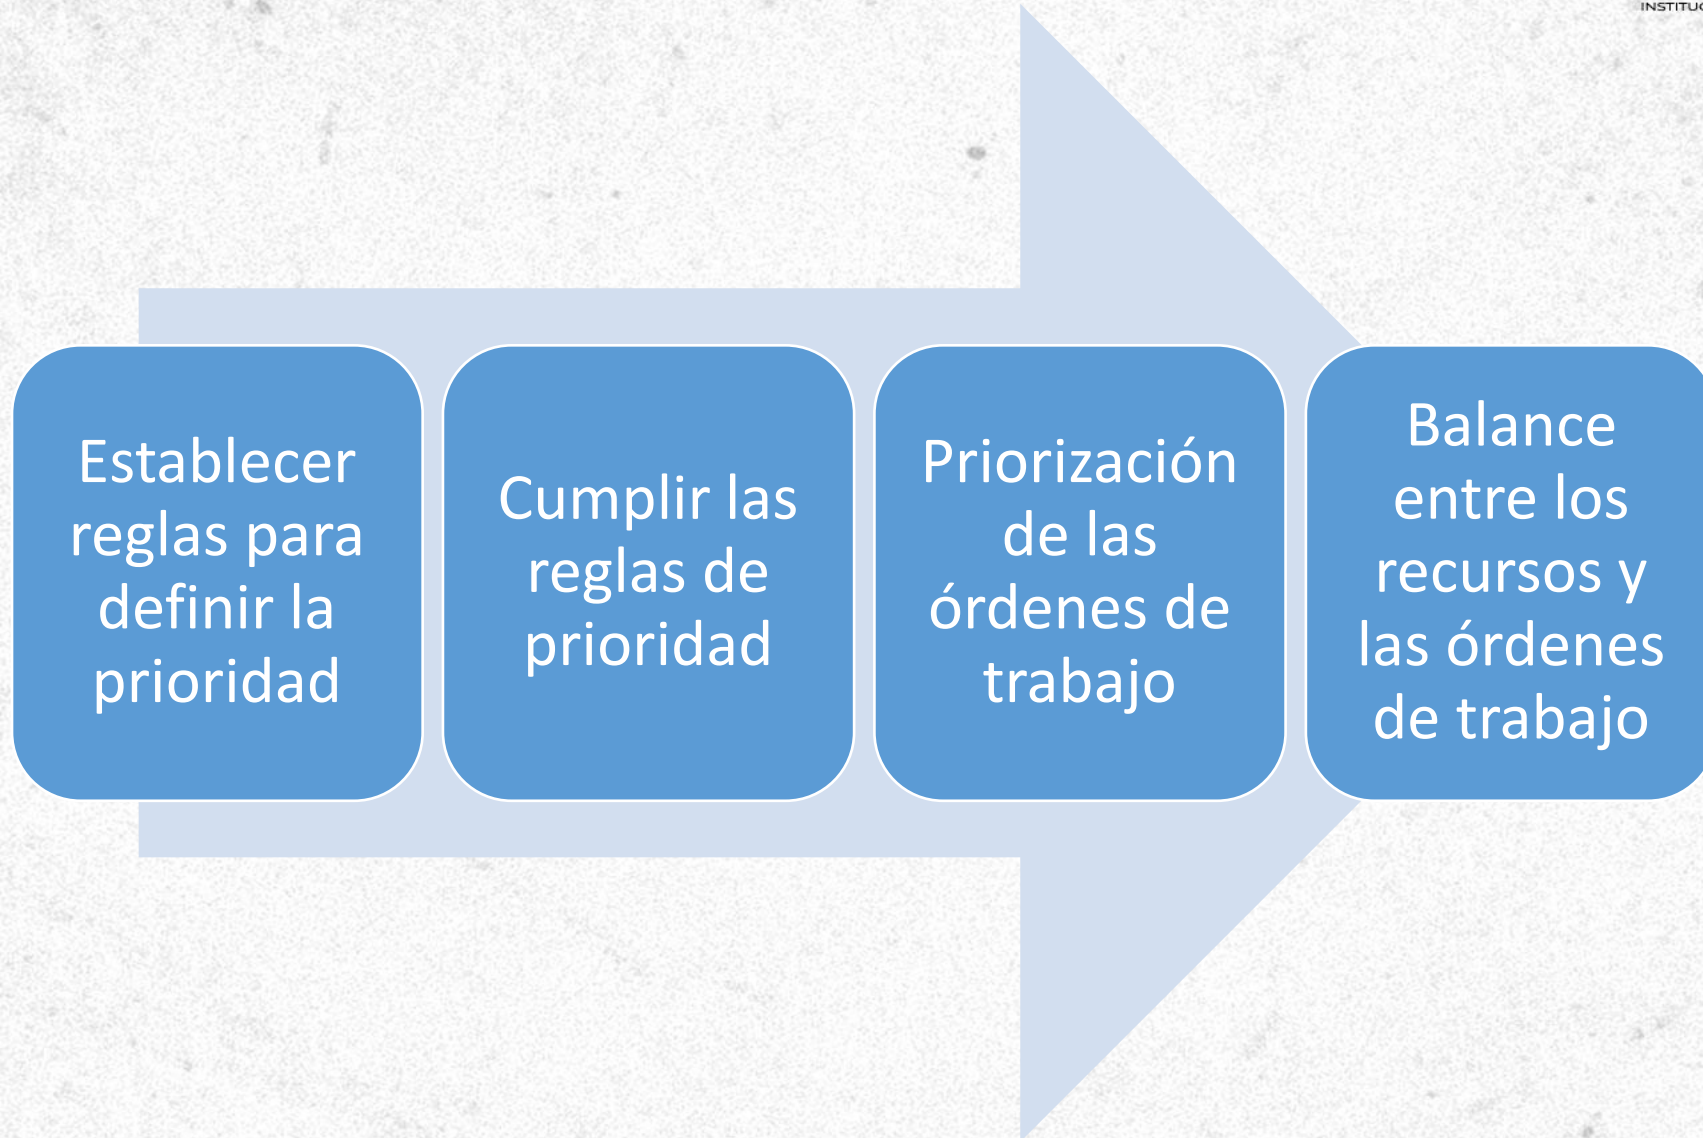 Establecer
reglas para
definir la
prioridad
Cumplir las
reglas de
prioridad
Priorización
de las
órdenes de
trabajo
Balance
entre los
recursos y
las órdenes
de trabajo